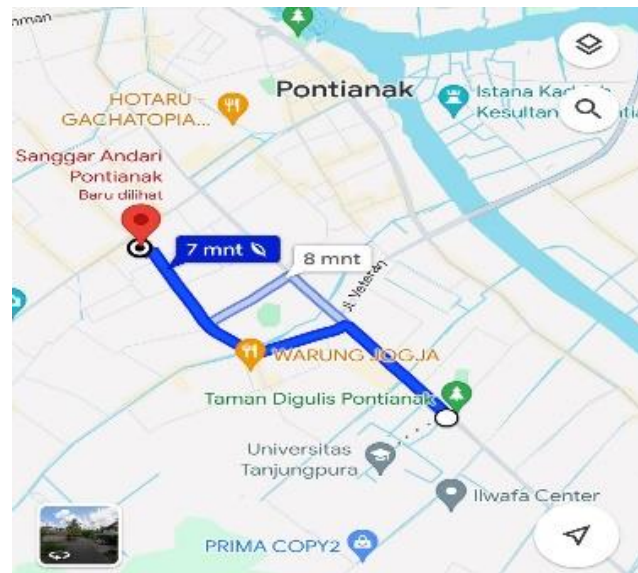 Pontianak
HOTARU -
GACHATOPIA...
Istana Ka
Kesultan
Sanggar Andari
Pontianak
Baru dilihat
7 mnt
8 mnt
Jl. Veteran
WARUNG JOGJA
Taman Digulis Pontianak
Universitas
Tanjungpura
Ilwafa Center
PRIMA COPY2